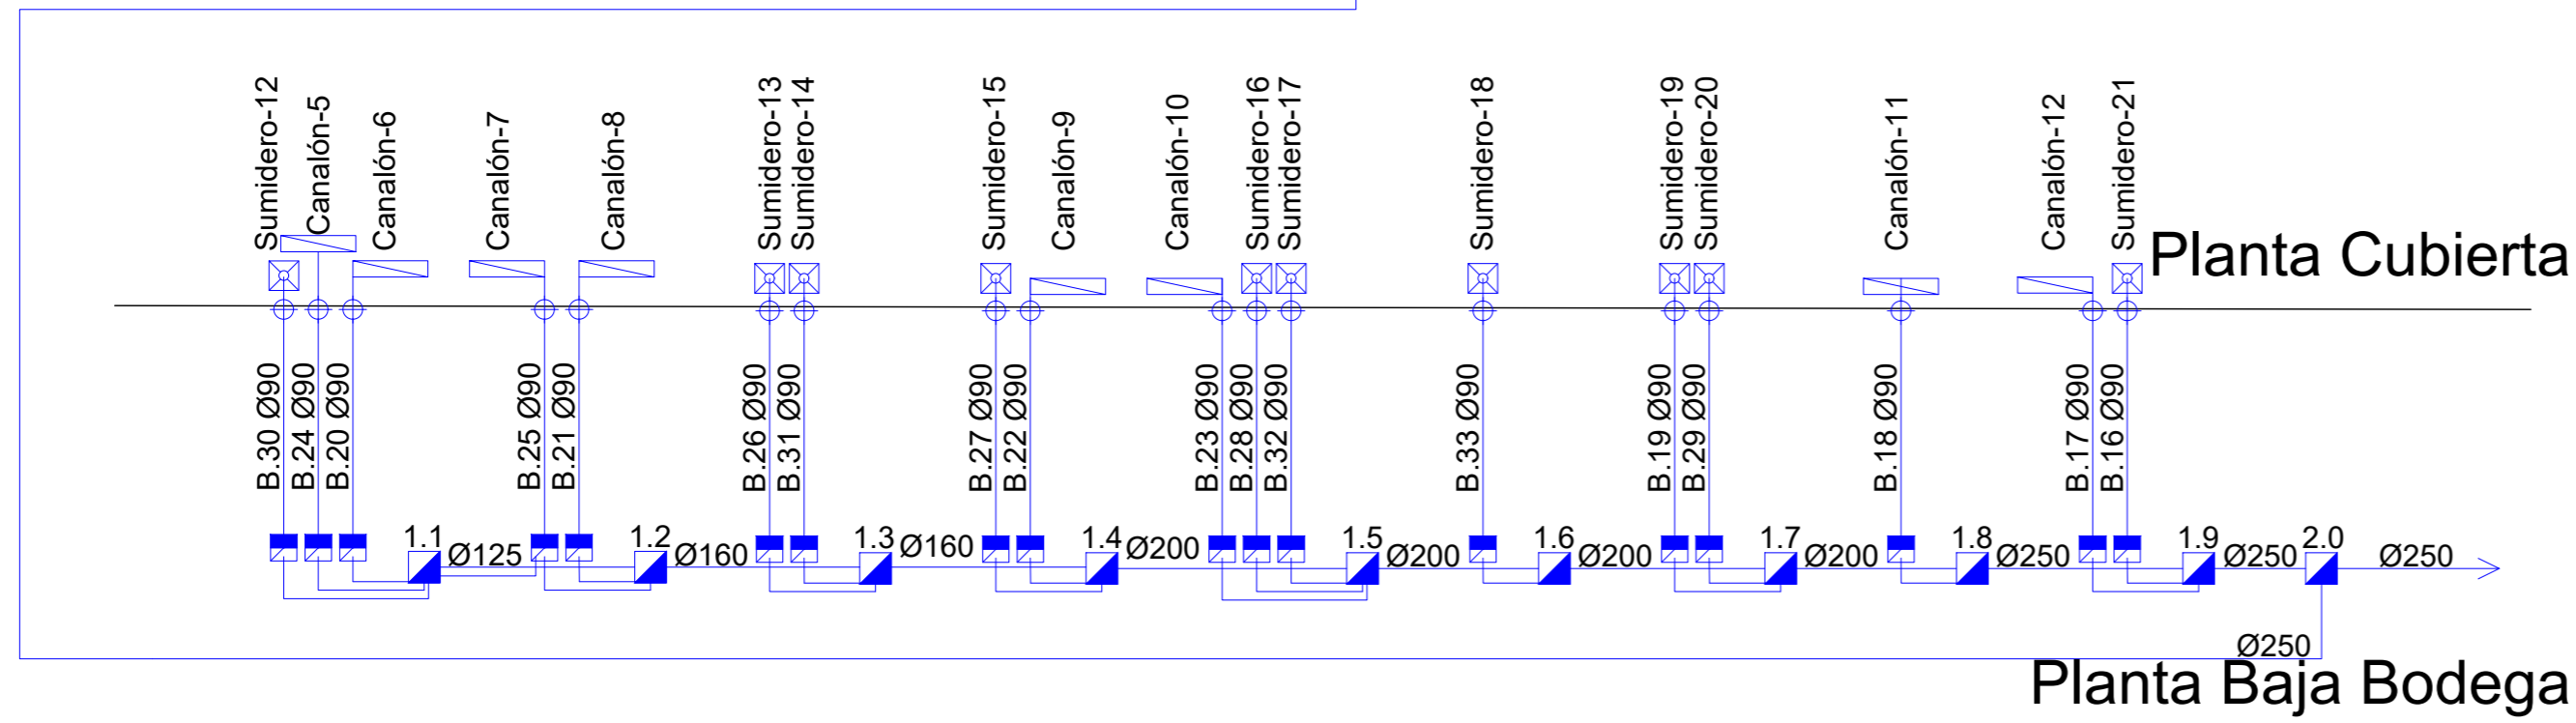 Sumidero-12
Canalón-5
Canalón-6
Canalón-7
Canalón-8
Sumidero-13
Sumidero-14
Sumidero-15
Canalón-9
Canalón-10
Sumidero-16
Sumidero-17
Sumidero-18
Sumidero-19
Sumidero-20
Canalón-11
Canalón-12
Sumidero-21
Planta Cubierta
B.30 Ø90
B.24 Ø90
B.20 Ø90
B.25 Ø90
B.21 Ø90
B.26 Ø90
B.31 Ø90
B.27 Ø90
B.22 Ø90
B.23 Ø90
B.28 Ø90
B.32 Ø90
B.33 Ø90
B.19 Ø90
B.29 Ø90
B.18 Ø90
B.17 Ø90
B.16 Ø90
1.1
Ø125
1.2
Ø160
1.3
Ø160
1.4
Ø200
1.5
Ø200
1.6
Ø200
1.7
Ø200
1.8
Ø250
1.9
Ø250
2.0
Ø250
Ø250
Planta Baja Bodega